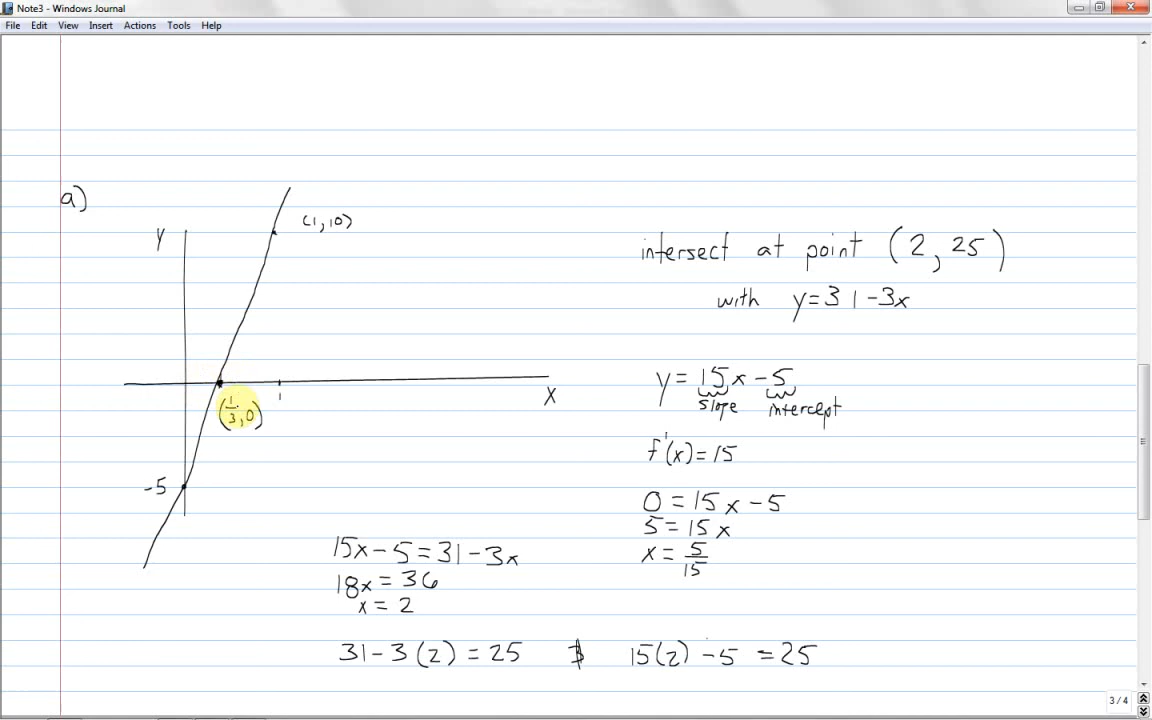 Note3 - Windows Journal
File Edit View Insert Actions Tools Help
a)
Y
(1,10)
X
1
(1/3,0)
-5
intersect at point (2,25)
with y=31-3x
y=15x-5
slope intercept
f'(x)=15
0=15x-5
5=15x
x=5/15
15x-5=31-3x
18x=36
x=2
31-3(2)=25
15(2)-5=25
3/4